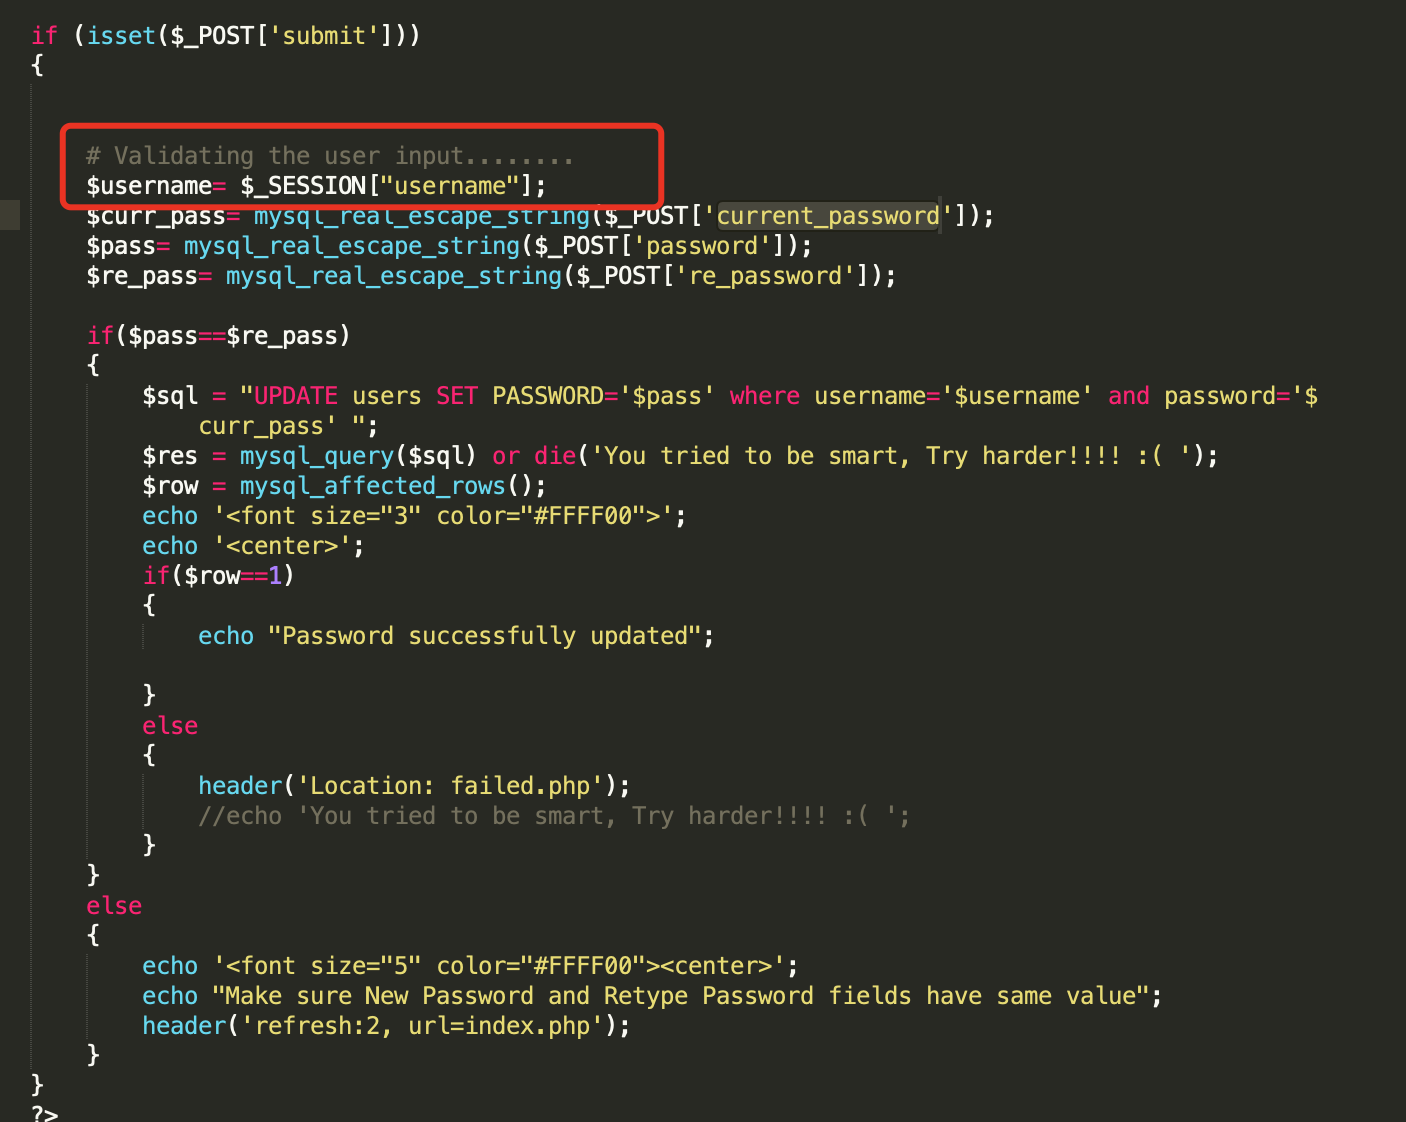 if (isset($_POST['submit']))
{
# Validating the user input........
$username= $_SESSION["username"];
$curr_pass= mysql_real_escape_string($_POST['current_password']);
$pass= mysql_real_escape_string($_POST['password']);
$re_pass= mysql_real_escape_string($_POST['re_password']);
if($pass==$re_pass)
{
$sql = "UPDATE users SET PASSWORD='$pass' where username='$username' and password='$
curr_pass' ";
$res = mysql_query($sql) or die('You tried to be smart, Try harder!!!! :( ');
$row = mysql_affected_rows();
echo '<font size="3" color="#FFFF00">';
echo '<center>';
if($row==1)
{
echo "Password successfully updated";
}
else
{
header('Location: failed.php');
//echo 'You tried to be smart, Try harder!!!! :( ';
}
}
else
{
echo '<font size="5" color="#FFFF00"><center>';
echo "Make sure New Password and Retype Password fields have same value";
header('refresh:2, url=index.php');
}
}
?>